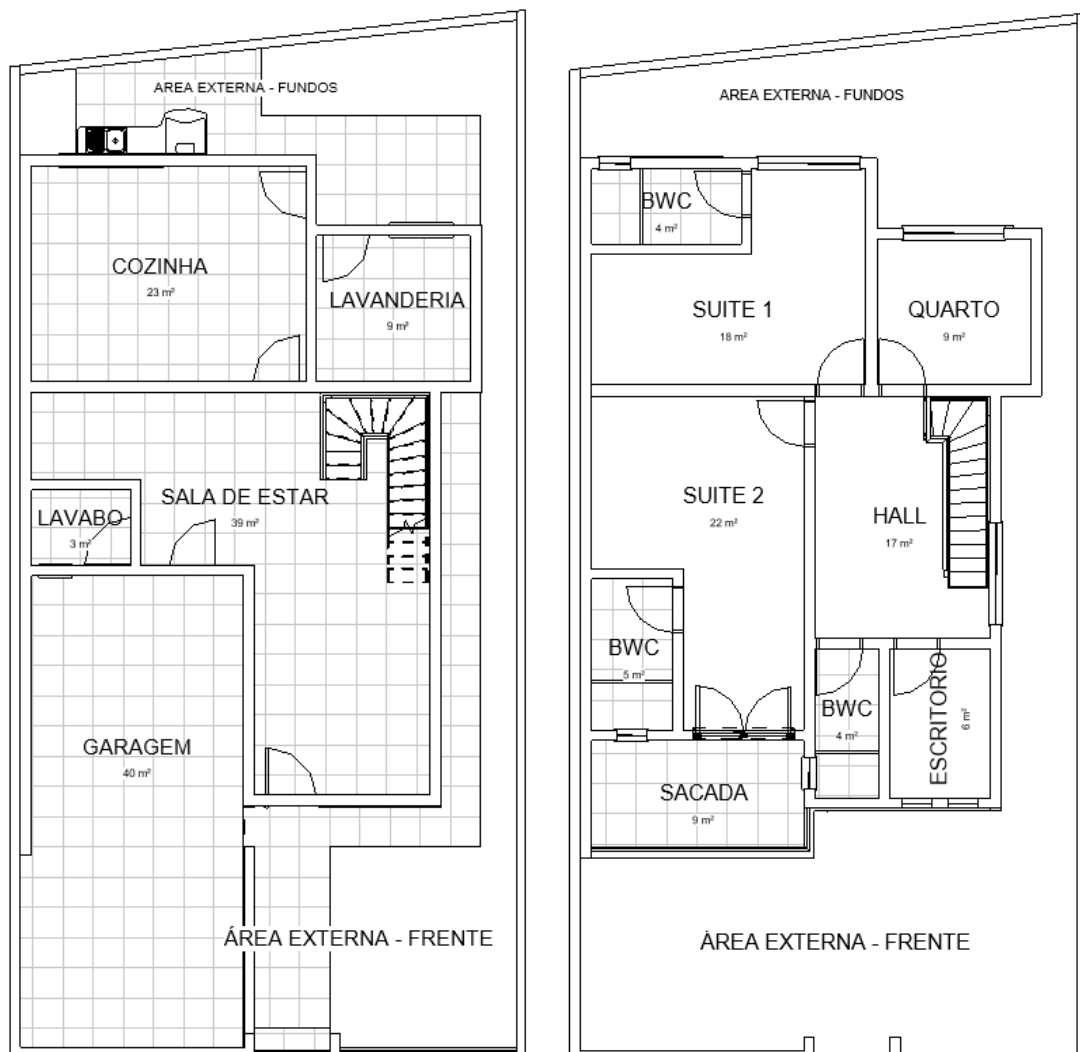 AREA EXTERNA - FUNDOS
COZINHA
23 m²
LAVANDERIA
9 m²
SALA DE ESTAR
39 m²
LAVABO
3 m²
GARAGEM
40 m²
ÁREA EXTERNA - FRENTE
AREA EXTERNA - FUNDOS
BWC
4 m²
SUITE 1
18 m²
QUARTO
9 m²
SUITE 2
22 m²
HALL
17 m²
BWC
5 m²
BWC
4 m²
ESCRITORIO
6 m²
SACADA
9 m²
ÁREA EXTERNA - FRENTE